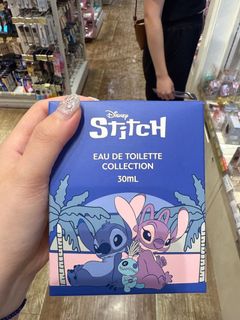 Disney
STITCH
EAU DE TOILETTE
COLLECTION
30mL